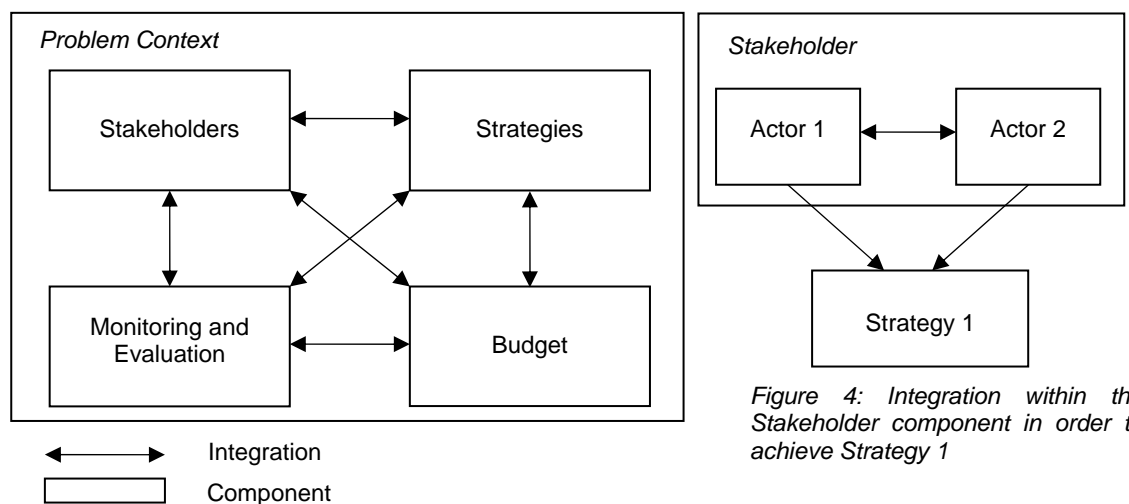 Problem Context
Stakeholders
Strategies
Monitoring and
Evaluation
Budget
Integration
Component
Stakeholder
Actor 1
Actor 2
Strategy 1
Figure 4: Integration within th
Stakeholder component in order t
achieve Strategy 1